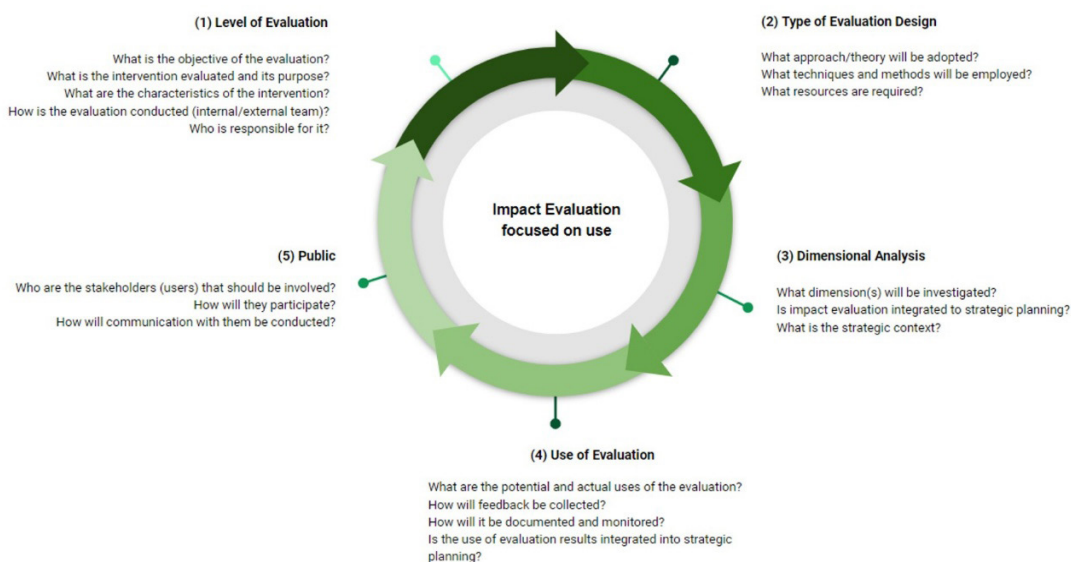 (1) Level of Evaluation
What is the objective of the evaluation?
What is the intervention evaluated and its purpose?
What are the characteristics of the intervention?
How is the evaluation conducted (internal/external team)?
Who is responsible for it?
(2) Type of Evaluation Design
What approach/theory will be adopted?
What techniques and methods will be employed?
What resources are required?
Impact Evaluation
focused on use
(3) Dimensional Analysis
What dimension(s) will be investigated?
Is impact evaluation integrated to strategic planning?
What is the strategic context?
(4) Use of Evaluation
What are the potential and actual uses of the evaluation?
How will feedback be collected?
How will it be documented and monitored?
Is the use of evaluation results integrated into strategic
planning?
(5) Public
Who are the stakeholders (users) that should be involved?
How will they participate?
How will communication with them be conducted?